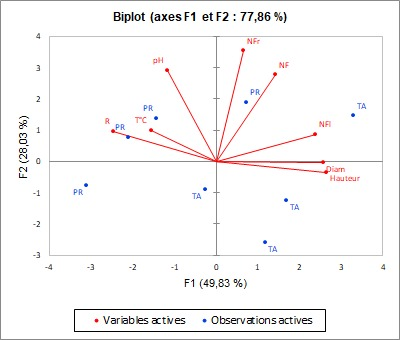 Biplot (axes F1 et F2 : 77,86 %)
4
NFr
pH
NF
3
2
PR
PR
TA
NFl
R
PR
T°C
1
0
Diam
Hauteur
PR
TA
TA
-1
-2
TA
-3
-4
-3
-2
-1
0
1
2
3
4
F2 (28,03 %)
F1 (49,83 %)
Variables actives
Observations actives